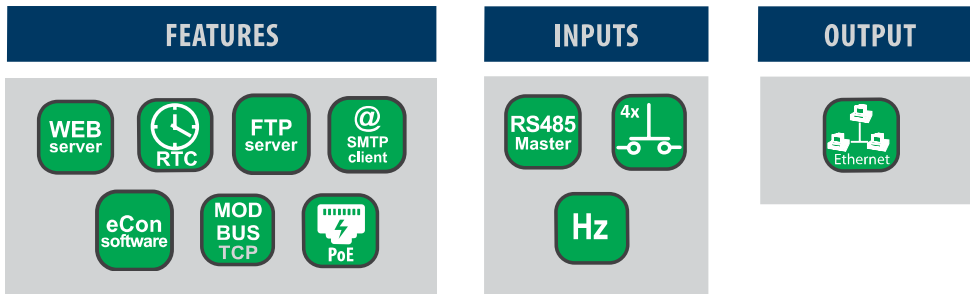 FEATURES
WEB
server
RTC
FTP
server
@
SMTP
client
eCon
software
MOD
BUS
TCP
PoE
INPUTS
RS485
Master
4x
Hz
OUTPUT
Ethernet